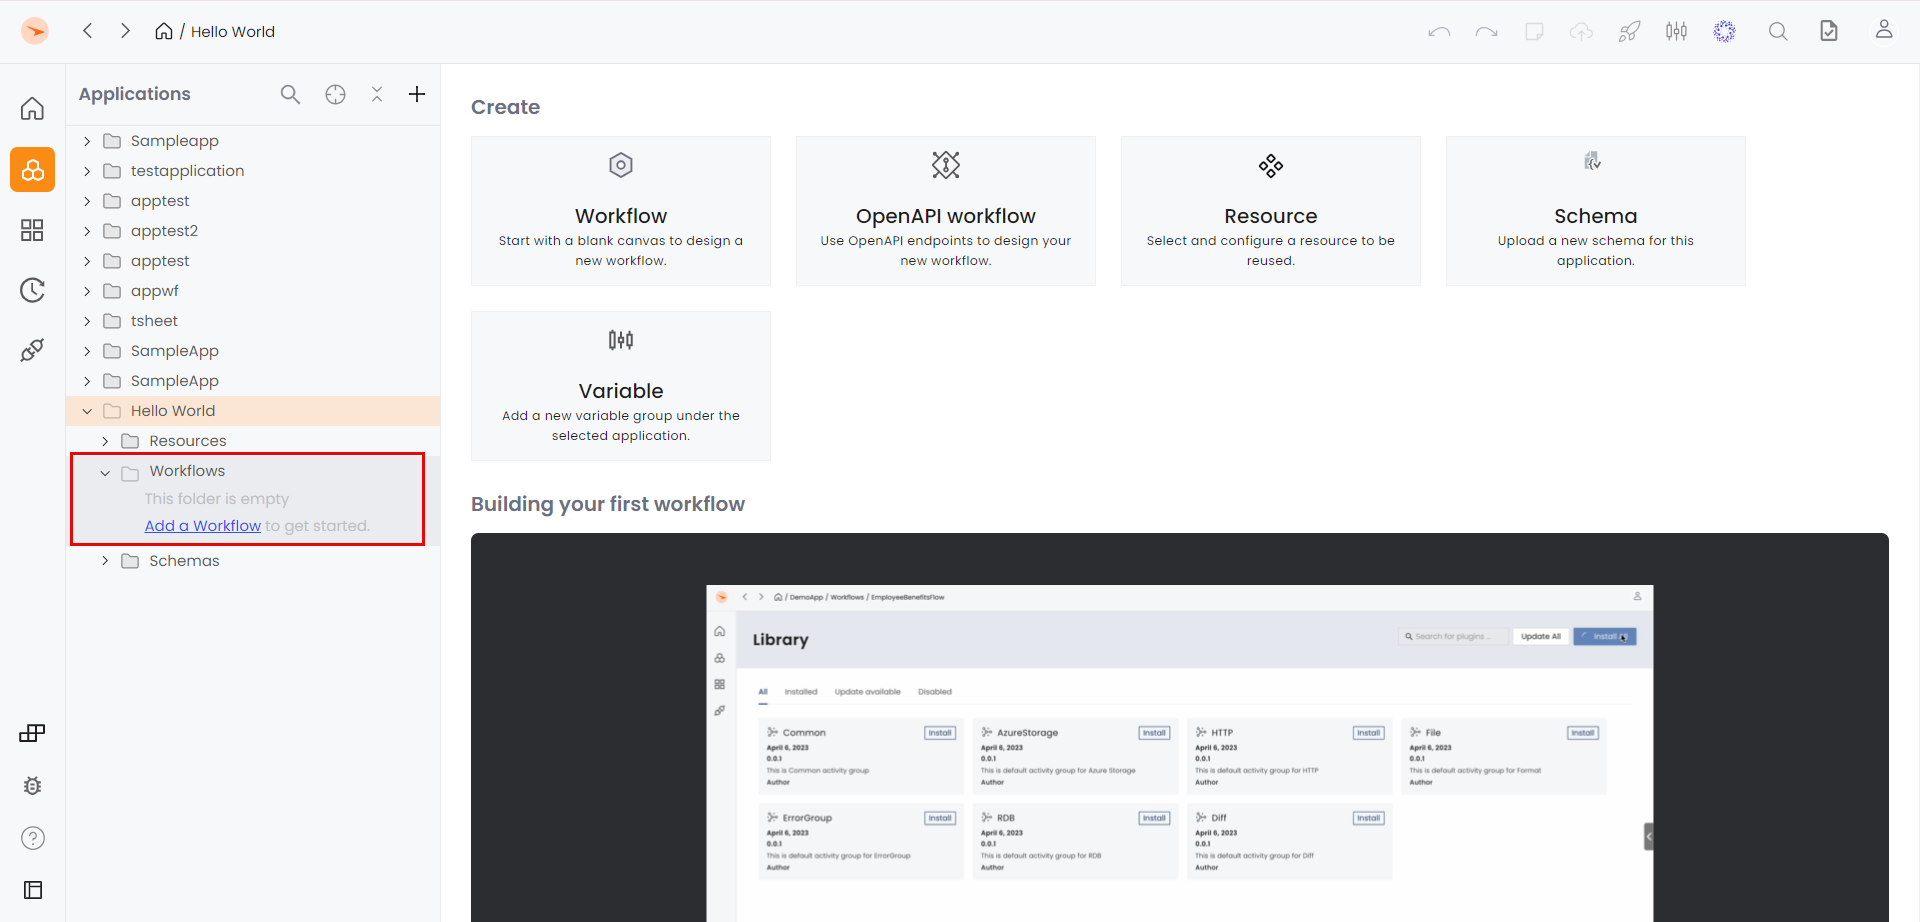 / Hello World
Applications
Sampleapp
testapplication
apptest
apptest2
apptest
appwf
tsheet
SampleApp
SampleApp
Hello World
Resources
Workflows
This folder is empty
Add a Workflow to get started.
Schemas
Create
Workflow
Start with a blank canvas to design a
new workflow.
OpenAPI workflow
Use OpenAPI endpoints to design your
new workflow.
Resource
Select and configure a resource to be
reused.
Schema
Upload a new schema for this
application.
Variable
Add a new variable group under the
selected application.
Building your first workflow
/ DemoApp / Workflows / EmployeeBenefitsFlow
Library
Search for plugins...
Update All
Install
All Installed Update available Disabled
Common Install
April 6, 2023
0.0.1
This is Common activity group
Author
AzureStorage Install
April 6, 2023
0.0.1
This is default activity group for Azure Storage
Author
HTTP Install
April 6, 2023
0.0.1
This is default activity group for HTTP
Author
File Install
April 6, 2023
0.0.1
This is default activity group for Format
Author
ErrorGroup Install
April 6, 2023
0.0.1
This is default activity group for ErrorGroup
Author
RDB Install
April 6, 2023
0.0.1
This is default activity group for RDB
Author
Diff Install
April 6, 2023
0.0.1
This is default activity group for Diff
Author